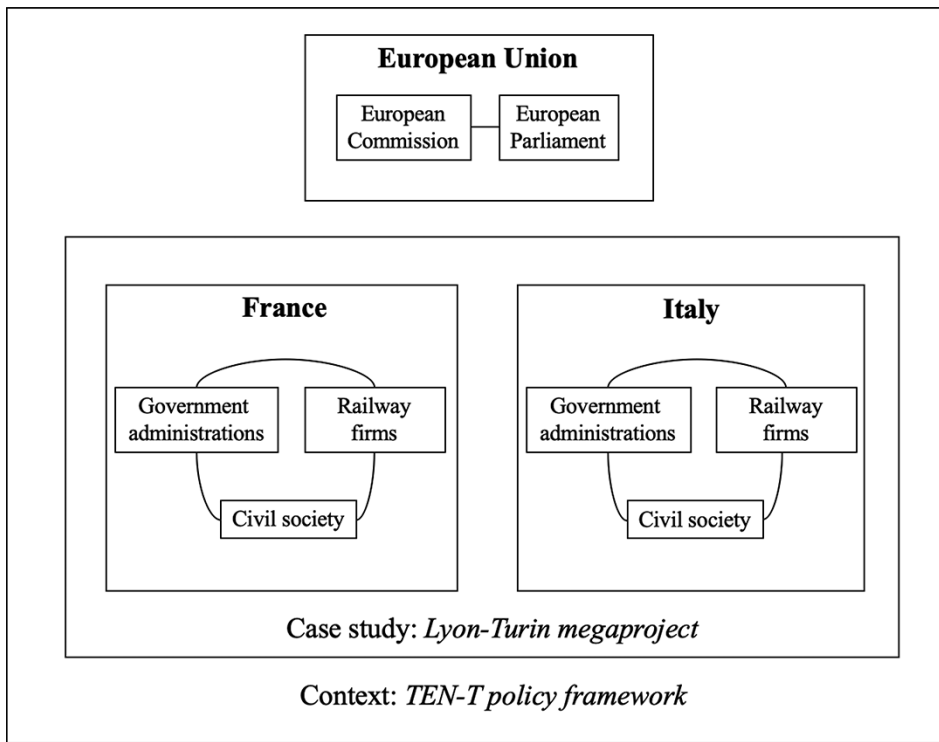 European Union
European
Commission
European
Parliament
France
Government
administrations
Railway
firms
Civil society
Italy
Government
administrations
Railway
firms
Civil society
Case study: Lyon-Turin megaproject
Context: TEN-T policy framework